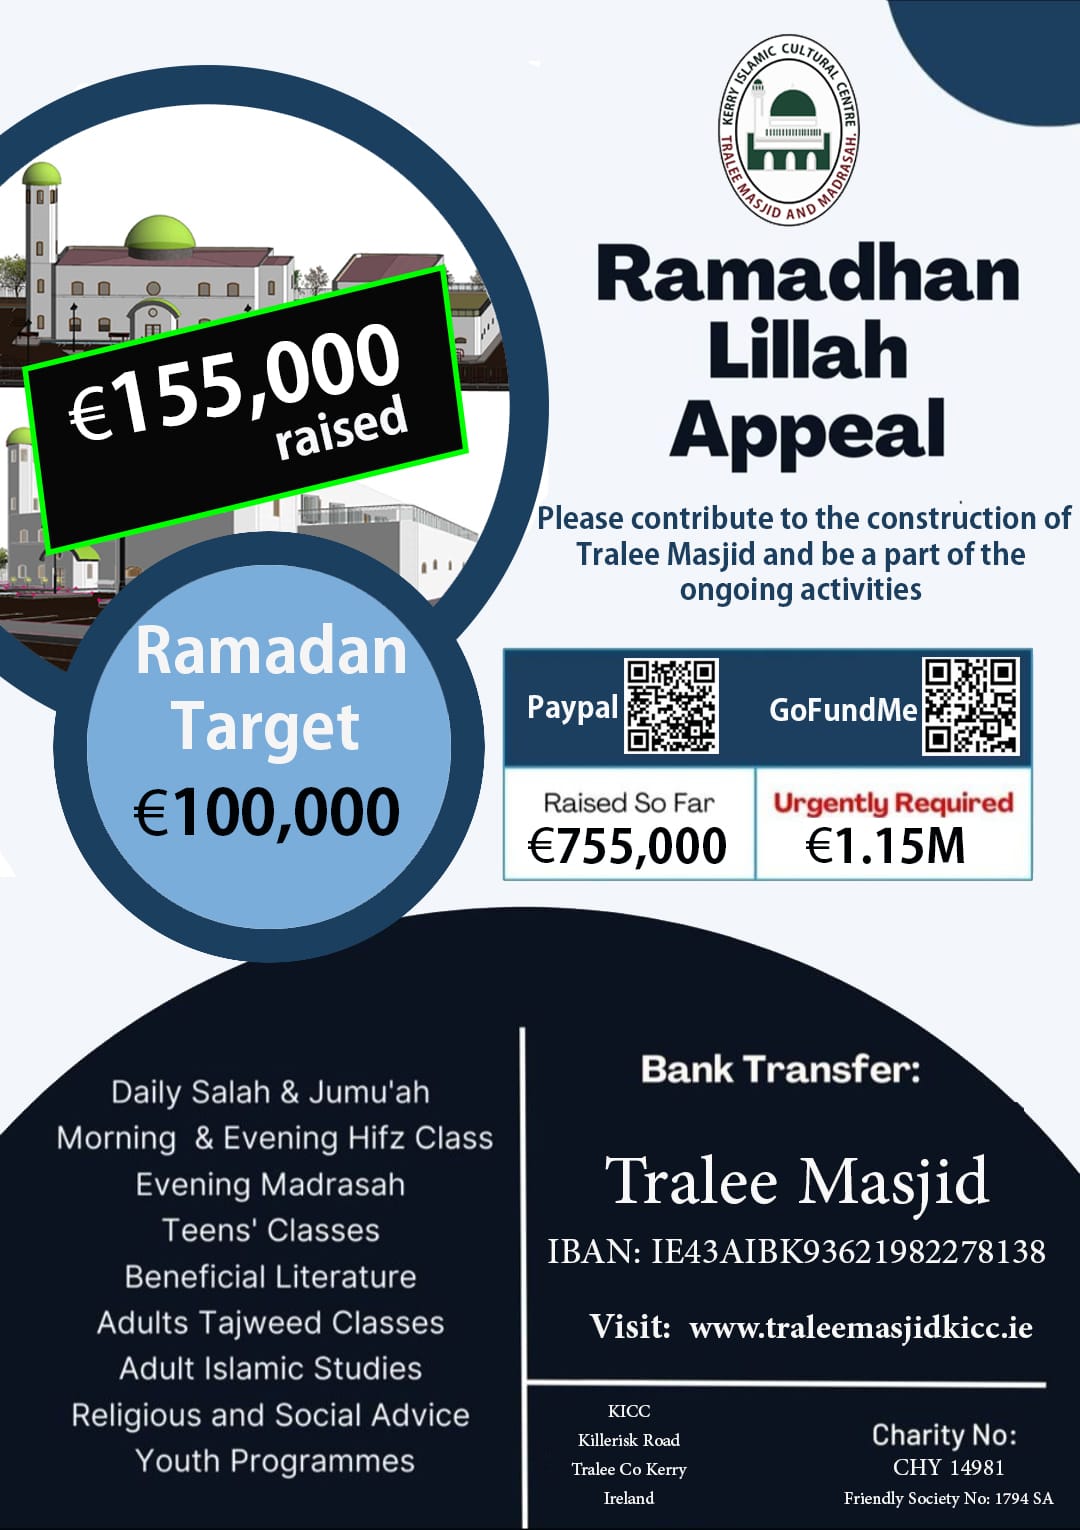 KERRY ISLAMIC CULTURAL CENTRE
TRALEE MASJID AND MADRASAH.
Ramadhan
Lillah
Appeal
€155,000
raised
Please contribute to the construction of
Tralee Masjid and be a part of the
ongoing activities
Ramadan
Target
€100,000
Paypal
GoFundMe
Raised So Far
€755,000
Urgently Required
€1.15M
Daily Salah & Jumu'ah
Morning & Evening Hifz Class
Evening Madrasah
Teens' Classes
Beneficial Literature
Adults Tajweed Classes
Adult Islamic Studies
Religious and Social Advice
Youth Programmes
Bank Transfer:
Tralee Masjid
IBAN: IE43AIBK93621982278138
Visit: www.traleemasjidkicc.ie
KICC
Killerisk Road
Tralee Co Kerry
Ireland
Charity No:
CHY 14981
Friendly Society No: 1794 SA